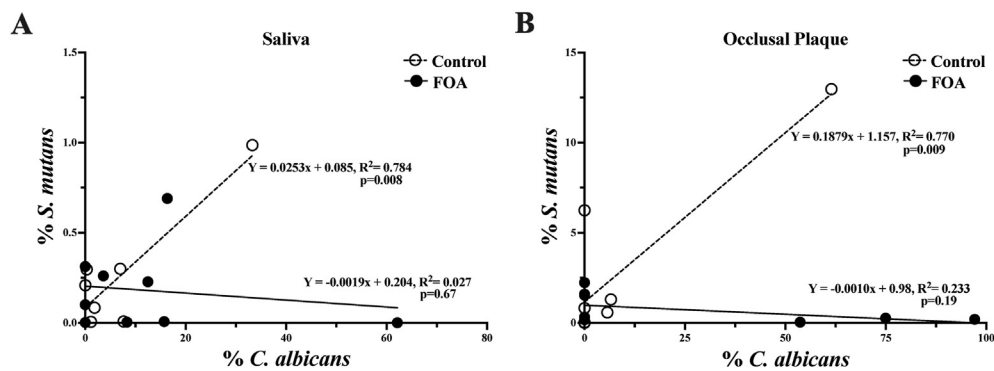 A
Saliva
Control
FOA
1.5
1.0
0.5
0.0
Y = 0.0253x + 0.085, R²= 0.784
p=0.008
Y = -0.0019x + 0.204, R²= 0.027
p=0.67
% S. mutans
0
20
40
60
80
% C. albicans
B
Occlusal Plaque
Control
FOA
15
10
5
0
Y = 0.1879x + 1.157, R²= 0.770
p=0.009
Y = -0.0010x + 0.98, R²= 0.233
p=0.19
% S. mutans
0
25
50
75
100
% C. albicans